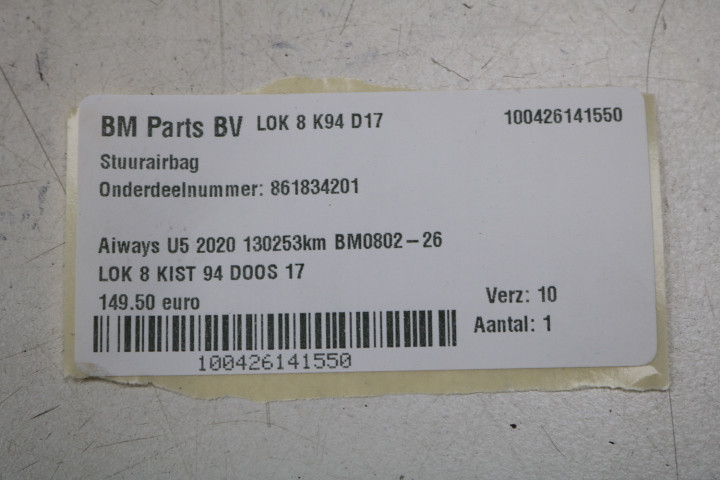 BM Parts BV LOK 8 K94 D17 100426141550
Stuurairbag
Onderdeelnummer: 861834201
Aiways U5 2020 130253km BM0802-26
LOK 8 KIST 94 DOOS 17
149.50 euro Verz: 10
Aantal: 1
100426141550